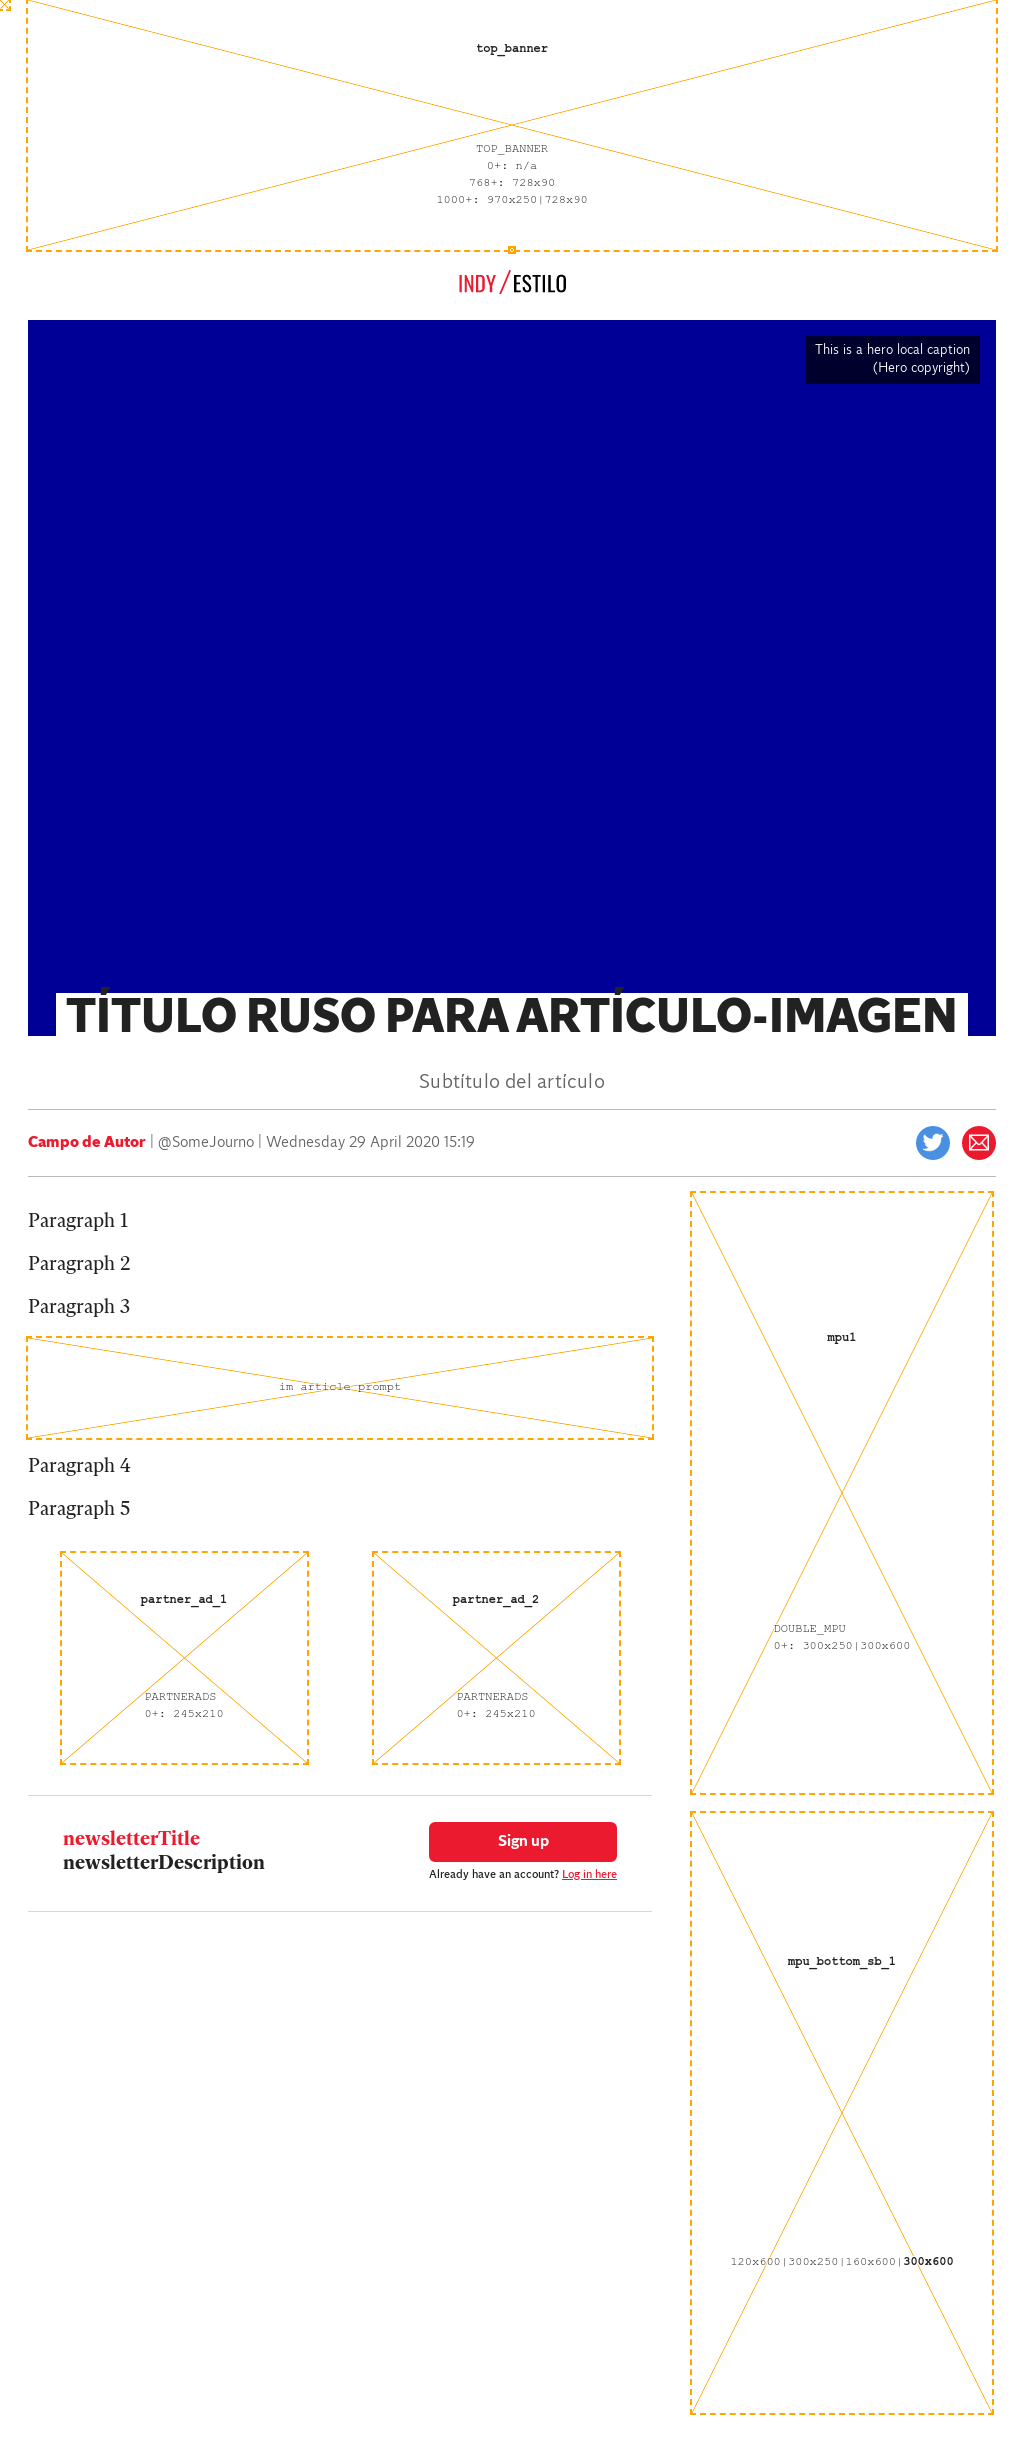 top_banner
TOP_BANNER
0+: n/a
768+: 728x90
1000+: 970x250|728x90
INDY/ESTILO
This is a hero local caption
(Hero copyright)
TÍTULO RUSO PARA ARTÍCULO-IMAGEN
Subtítulo del artículo
Campo de Autor | @SomeJourno | Wednesday 29 April 2020 15:19
Paragraph 1
Paragraph 2
Paragraph 3
im article prompt
Paragraph 4
Paragraph 5
partner_ad_1
PARTNERADS
0+: 245x210
partner_ad_2
PARTNERADS
0+: 245x210
newsletterTitle
newsletterDescription
Sign up
Already have an account? Log in here
mpu1
DOUBLE_MPU
0+: 300x250|300x600
mpu_bottom_sb_1
120x600|300x250|160x600|300x600